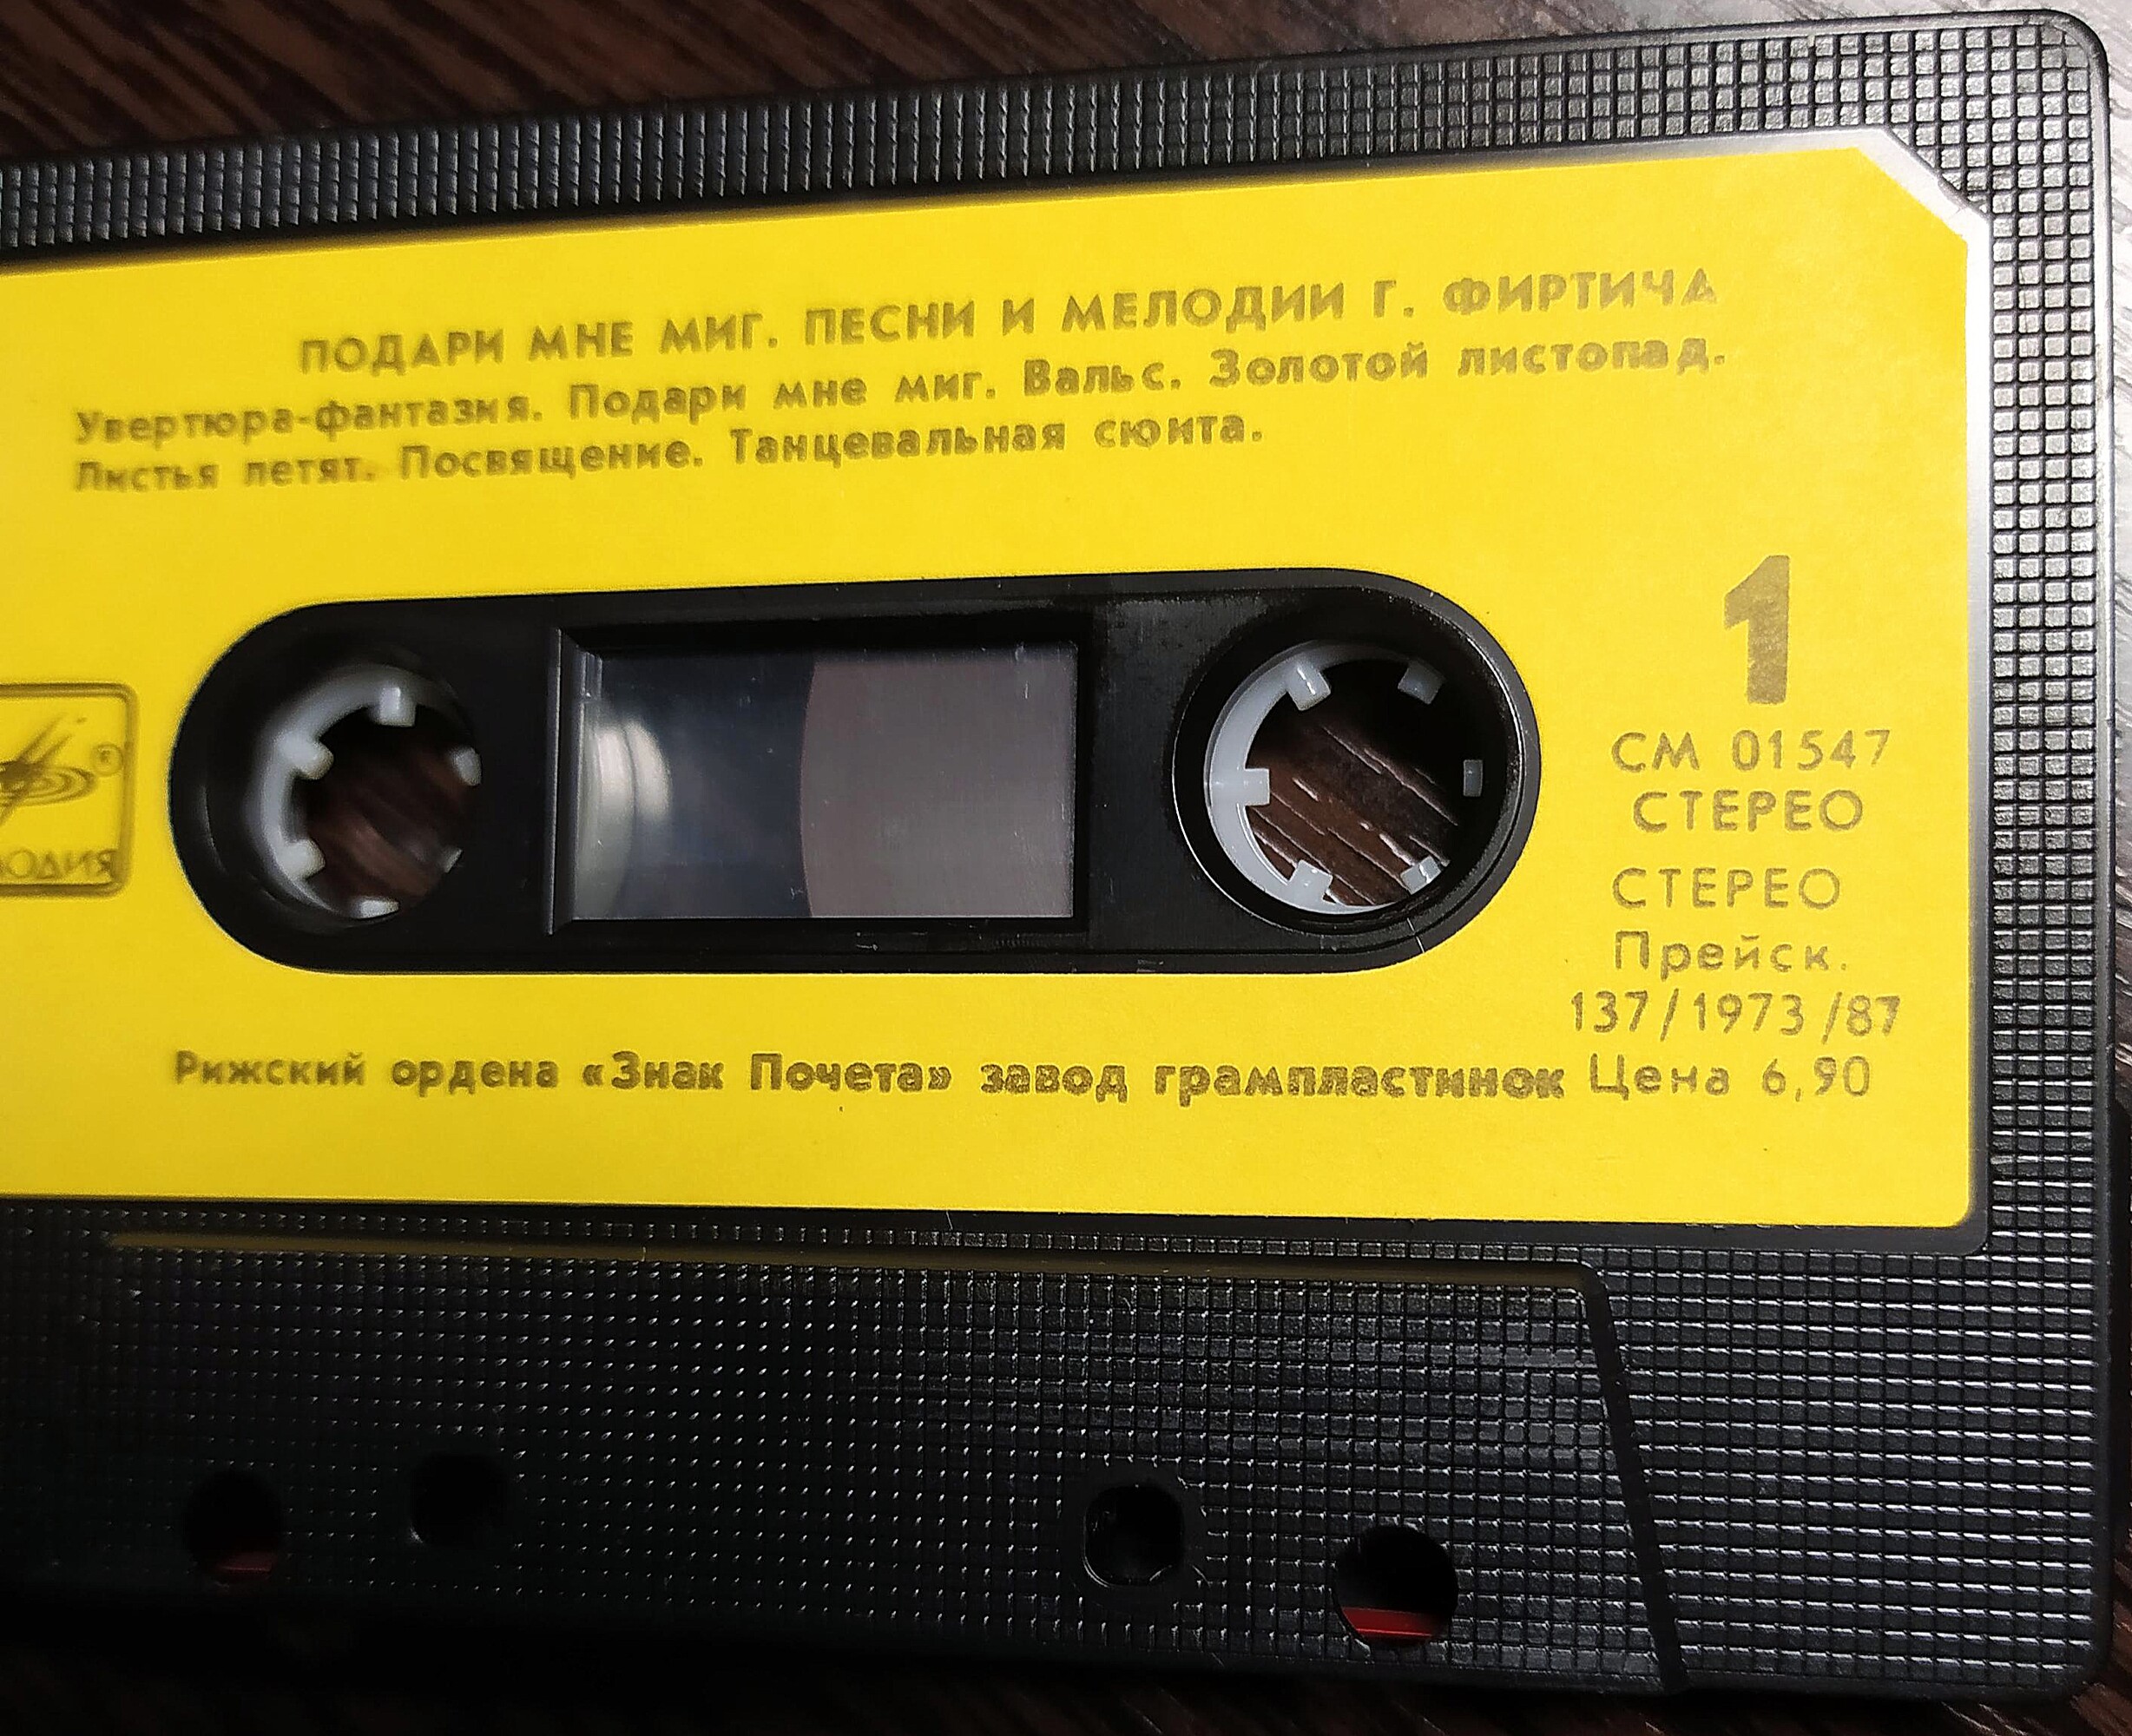 ПОДАРИ МНЕ МИГ. ПЕСНИ И МЕЛОДИИ Г. ФИРТИЧА
Увертюра-фантазия. Подари мне миг. Вальс. Золотой листопад.
Листья летят. Посвящение. Танцевальная сюита.
1
СМ 01547
СТЕРЕО
СТЕРЕО
Прейск.
137/1973/87
Цена 6,90
®
ОДИЯ
Рижский ордена «Знак Почета» завод грампластинок